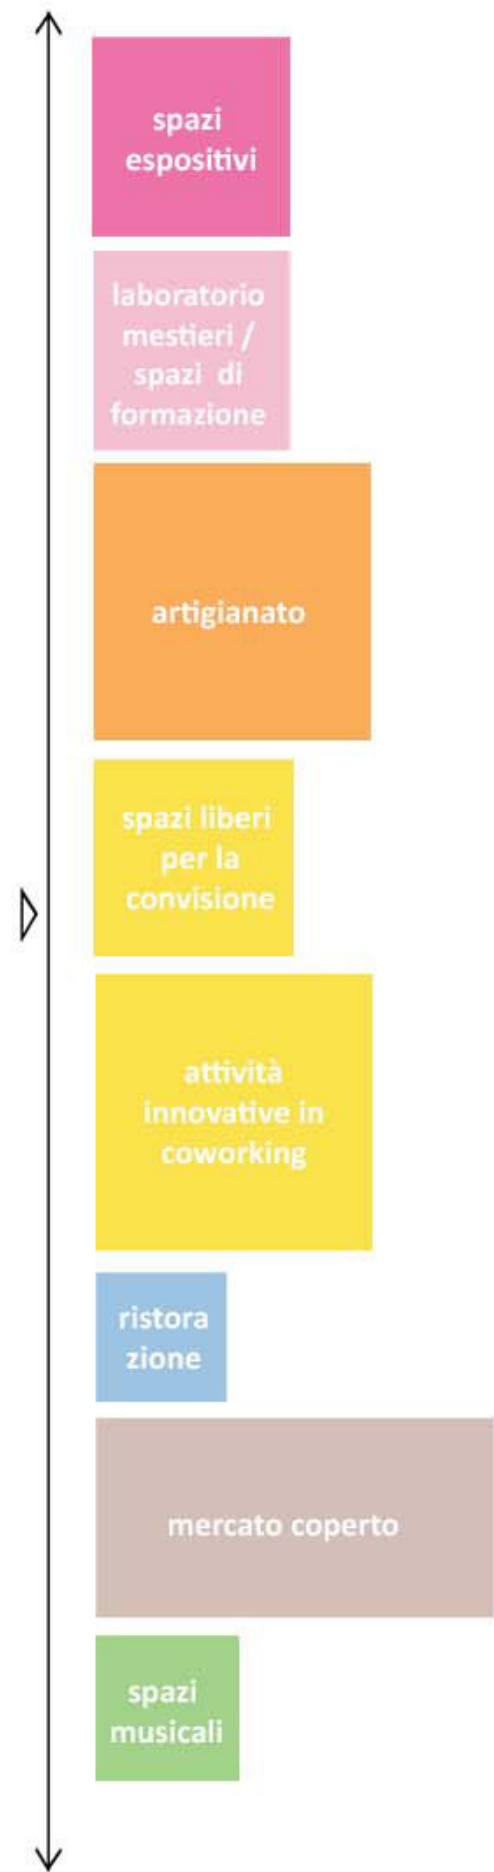 spazi
espositivi
laboratorio
mestieri /
spazi di
formazione
artigianato
spazi liberi
per la
convisione
attività
innovative in
coworking
ristora
zione
mercato coperto
spazi
musicali